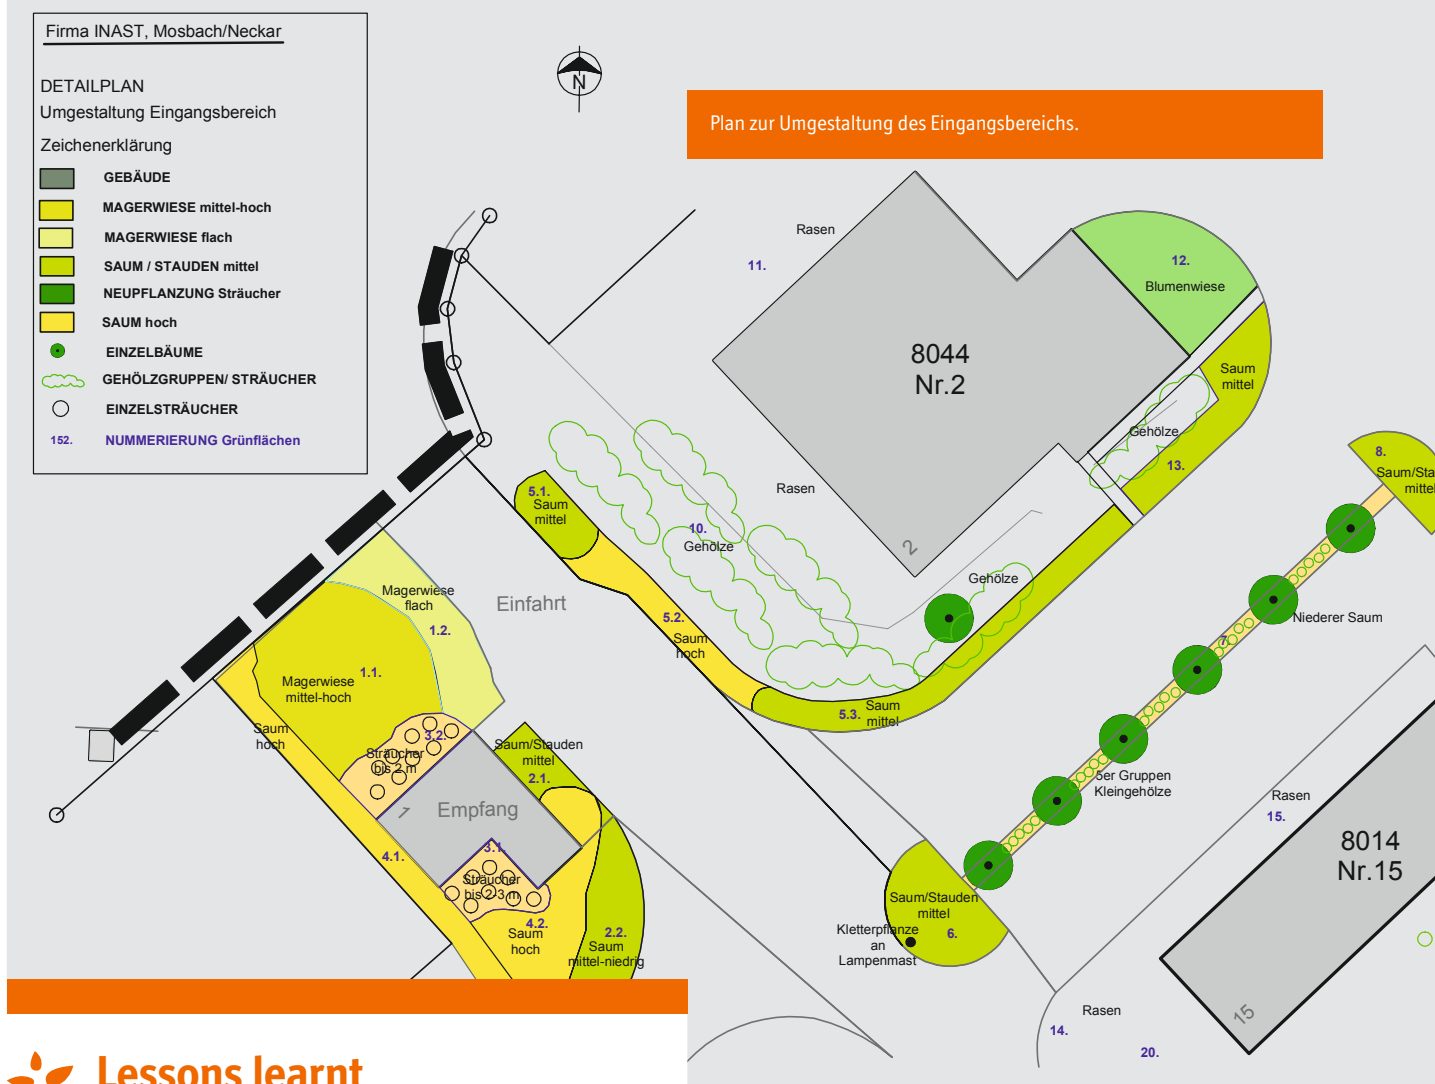 Firma INAST, Mosbach/Neckar
DETAILPLAN
Umgestaltung Eingangsbereich
Zeichenerklärung
GEBÄUDE
MAGERWIESE mittel-hoch
MAGERWIESE flach
SAUM / STAUDEN mittel
NEUPFLANZUNG Sträucher
SAUM hoch
EINZELBÄUME
GEHÖLZGRUPPEN/ STRÄUCHER
EINZELSTRÄUCHER
152. NUMMERIERUNG Grünflächen
N
Plan zur Umgestaltung des Eingangsbereichs.
Rasen
11.
12.
Blumenwiese
8044
Nr.2
Saum
mittel
Gehölze
13.
8.
Saum/Sta
mittel
5.1.
Saum
mittel
Rasen
10.
Gehölze
2
Gehölze
Magerwiese
flach
1.2.
Einfahrt
5.2.
Saum
hoch
7.
Niederer Saum
1.1.
Magerwiese
mittel-hoch
5.3.
Saum
mittel
Saum
hoch
3.2.
Sträucher
bis 2 m
Saum/Stauden
mittel
2.1.
5er Gruppen
Kleingehölze
Rasen
15.
1
Empfang
8014
Nr.15
4.1.
3.1.
Sträucher
bis 2-3 m
4.2.
Saum
hoch
2.2.
Saum
mittel-niedrig
Saum/Stauden
mittel
6.
Kletterpflanze
an
Lampenmast
Rasen
14.
20.
15
Lessons learnt